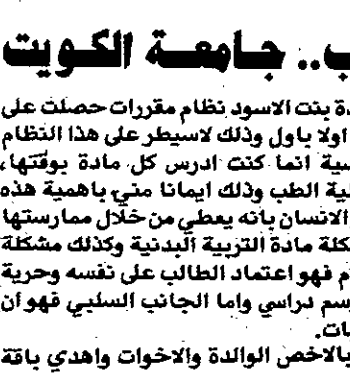 ب.. جامعة الكويت
دة بنت الاسود نظام مقررات حصلت على
اولا باول وذلك لاسيطر على هذا النظام
سية انما كنت ادرس كل مادة بوقتها،
لية الطب وذلك ايمانا مني باهمية هذه
الانسان بانه يعطي من خلال ممارستها
كلة مادة التربية البدنية وكذلك مشكلة
م فهو اعتماد الطالب على نفسه وحرية
سم دراسي واما الجانب السلبي فهو ان
ات.
بالاخص الوالدة والاخوات واهدي باقة